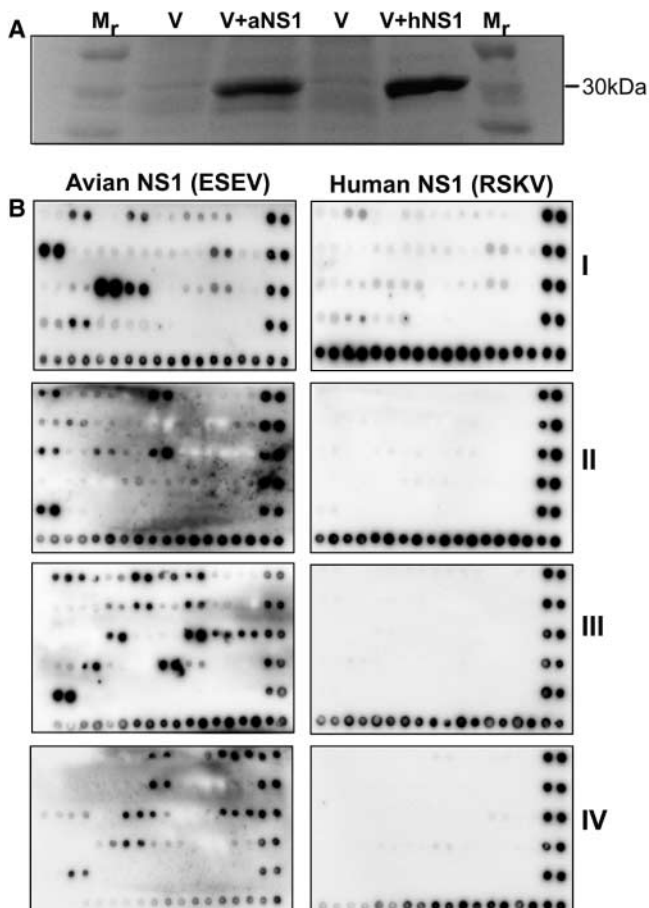 A
Mr V V+aNS1 V V+hNS1 Mr
30kDa
Avian NS1 (ESEV) Human NS1 (RSKV)
B
I
II
III
IV